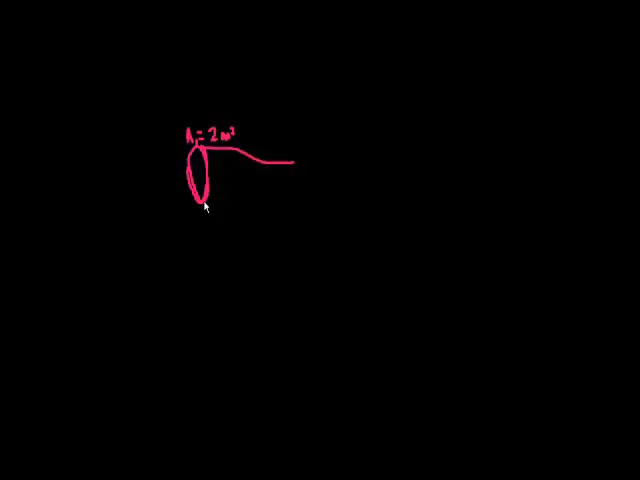 A₁ = 2 m²